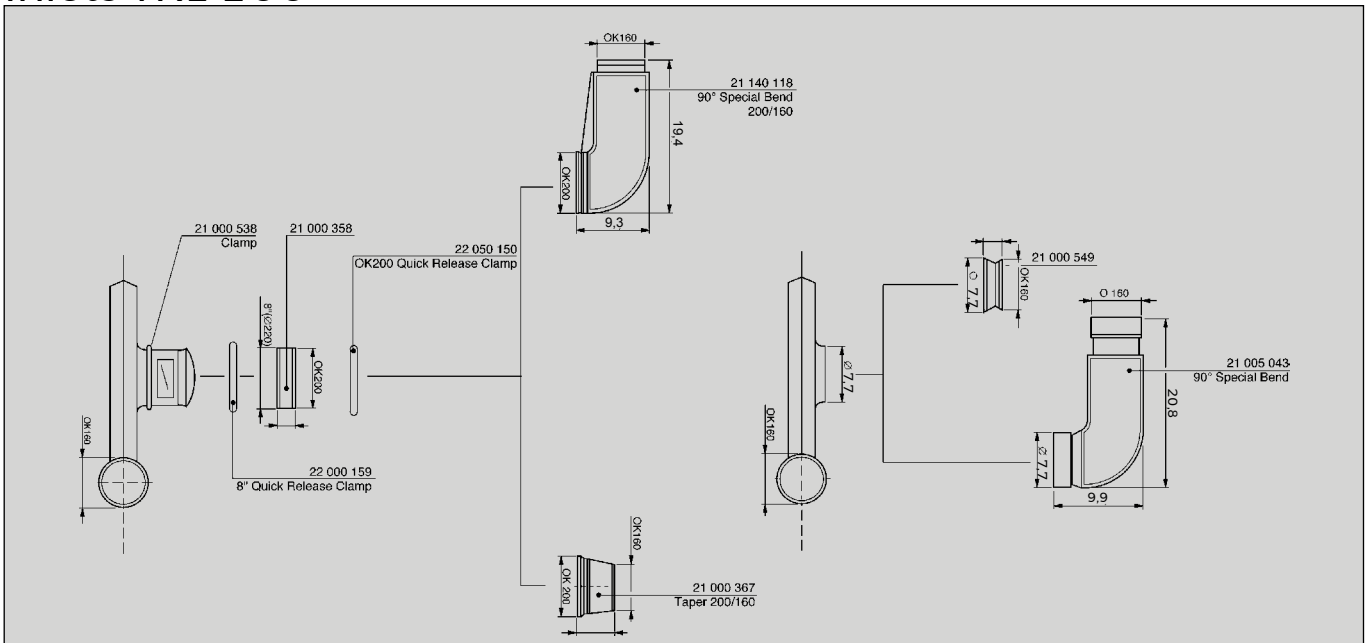 OK160
21 140 118
90° Special Bend
200/160
19,4
OK200
9,3
21 000 538
Clamp
21 000 358
22 050 150
OK200 Quick Release Clamp
8"(Ø220)
OK200
OK160
22 000 159
8" Quick Release Clamp
OK160
OK 200
21 000 367
Taper 200/160
21 000 549
O 7,7
OK160
O 160
Ø 7,7
OK160
21 005 043
90° Special Bend
20,8
Ø 7,7
9,9